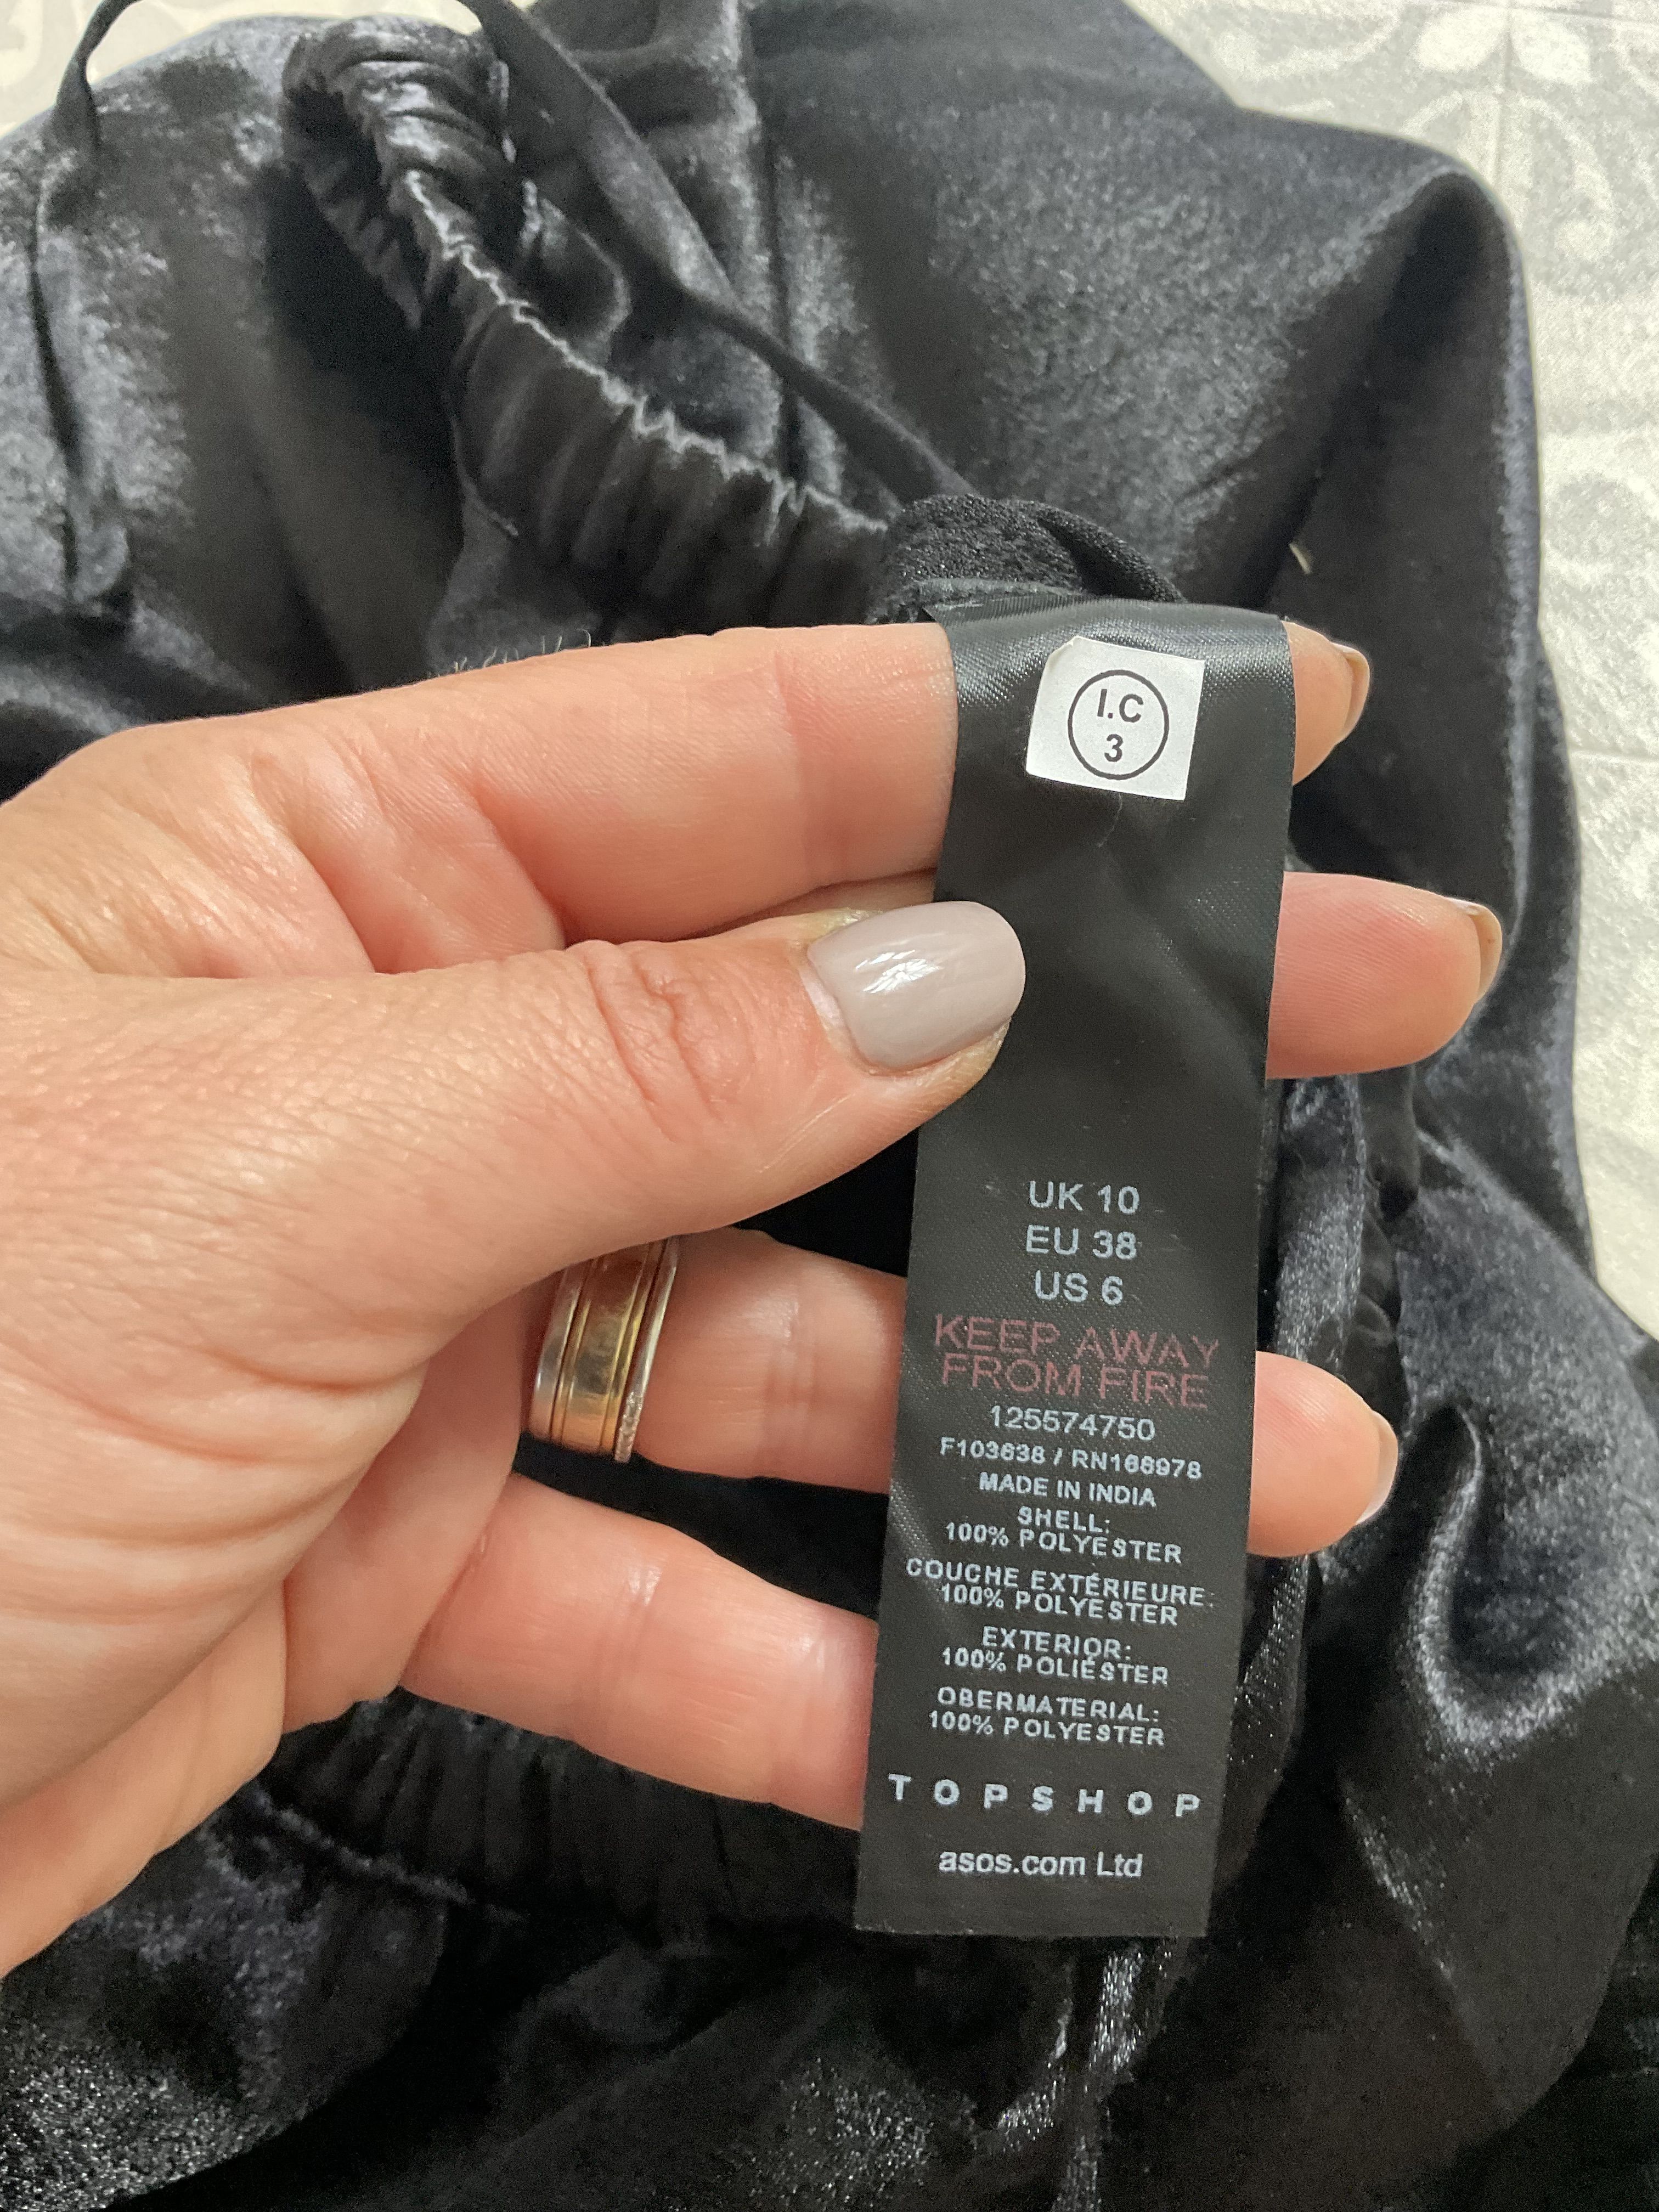 I.C
3
UK 10
EU 38
US 6
KEEP AWAY
FROM FIRE
125574750
F103638 / RN166978
MADE IN INDIA
SHELL:
100% POLYESTER
COUCHE EXTÉRIEURE:
100% POLYESTER
EXTERIOR:
100% POLIÉSTER
OBERMATERIAL:
100% POLYESTER
TOPSHOP
asos.com Ltd